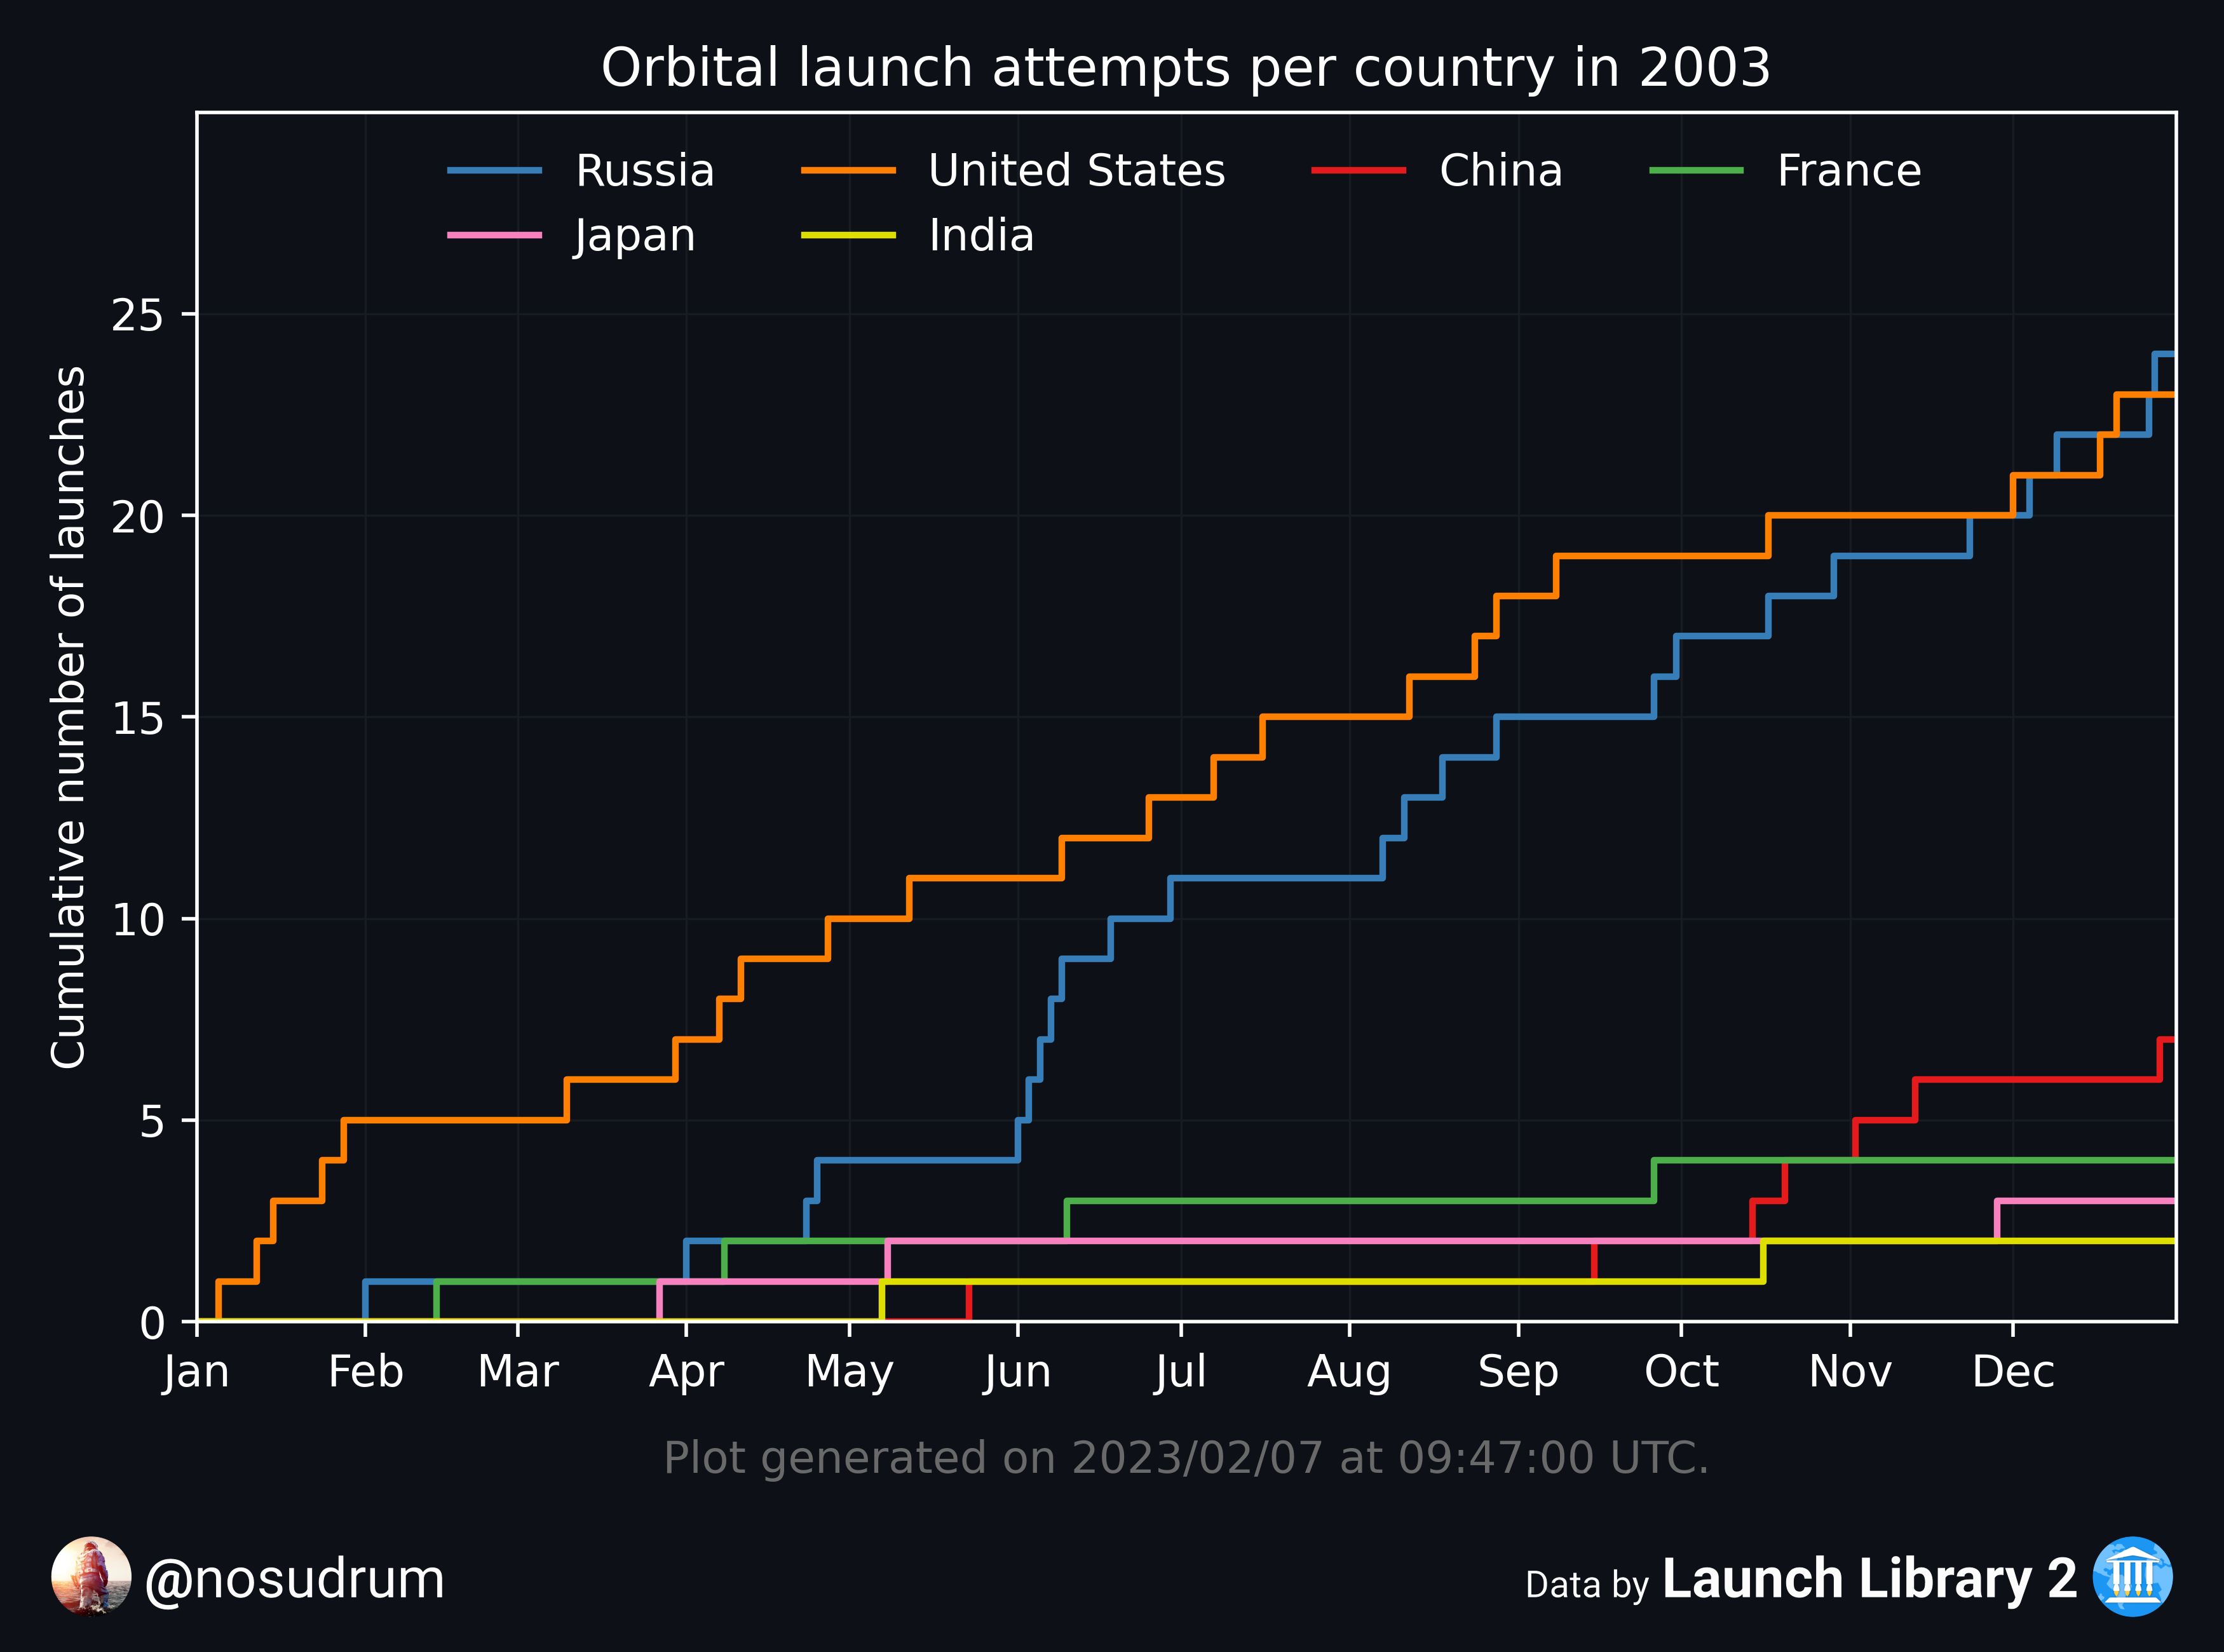 Orbital launch attempts per country in 2003
Russia United States China France
Japan India
Cumulative number of launches
25
20
15
10
5
0
Jan Feb Mar Apr May Jun Jul Aug Sep Oct Nov Dec
Plot generated on 2023/02/07 at 09:47:00 UTC.
@nosudrum
Data by Launch Library 2